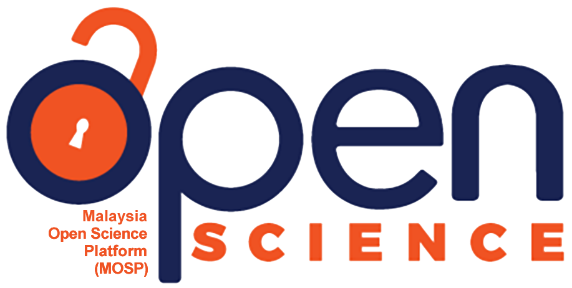 open
SCIENCE
Malaysia
Open Science
Platform
(MOSP)